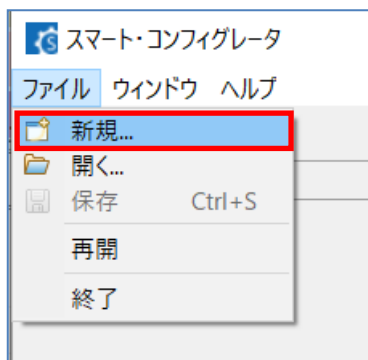 スマート・コンフィグレータ
ファイル ウィンドウ ヘルプ
新規...
開く...
保存 Ctrl+S
再開
終了